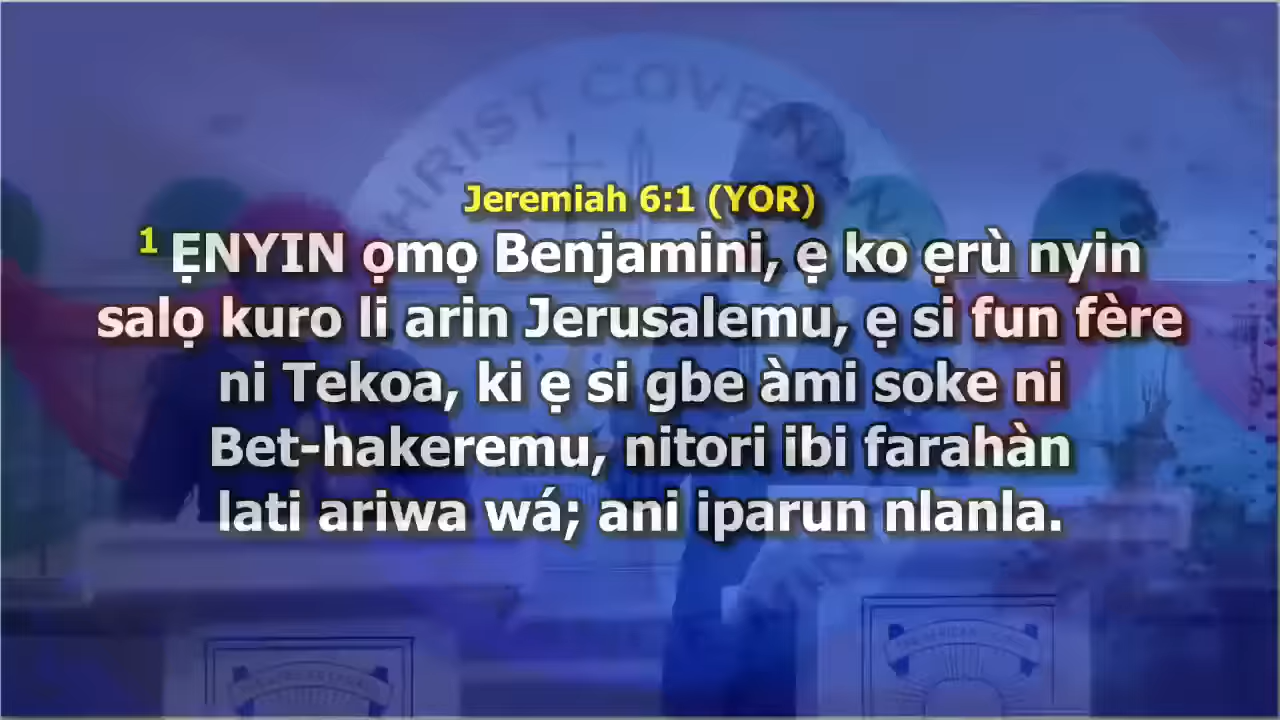 CHRIST COVENAN
Jeremiah 6:1 (YOR)
1 ẸNYIN ọmọ Benjamini, ẹ ko ẹrù nyin
salọ kuro li arin Jerusalemu, ẹ si fun fère
ni Tekoa, ki ẹ si gbe àmi soke ni
Bet-hakeremu, nitori ibi farahàn
lati ariwa wá; ani iparun nlanla.